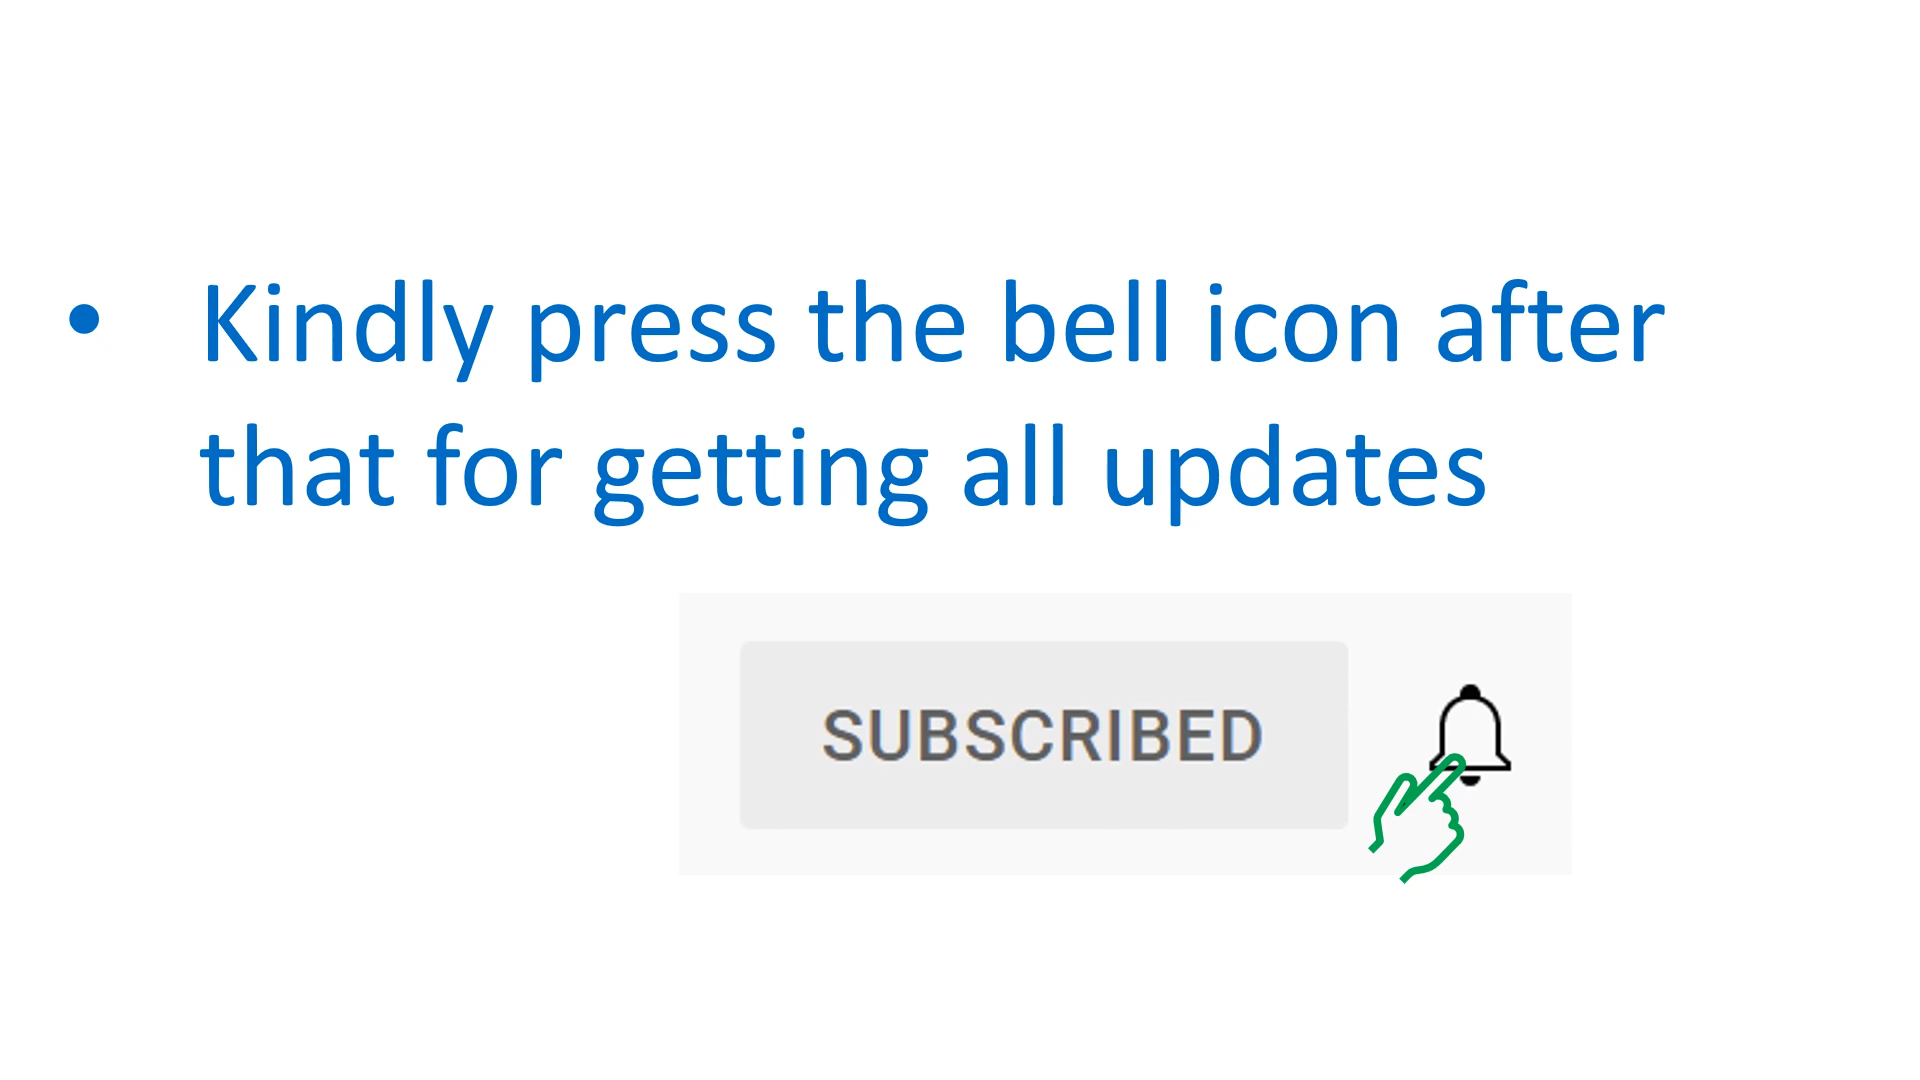 • Kindly press the bell icon after
that for getting all updates
SUBSCRIBED